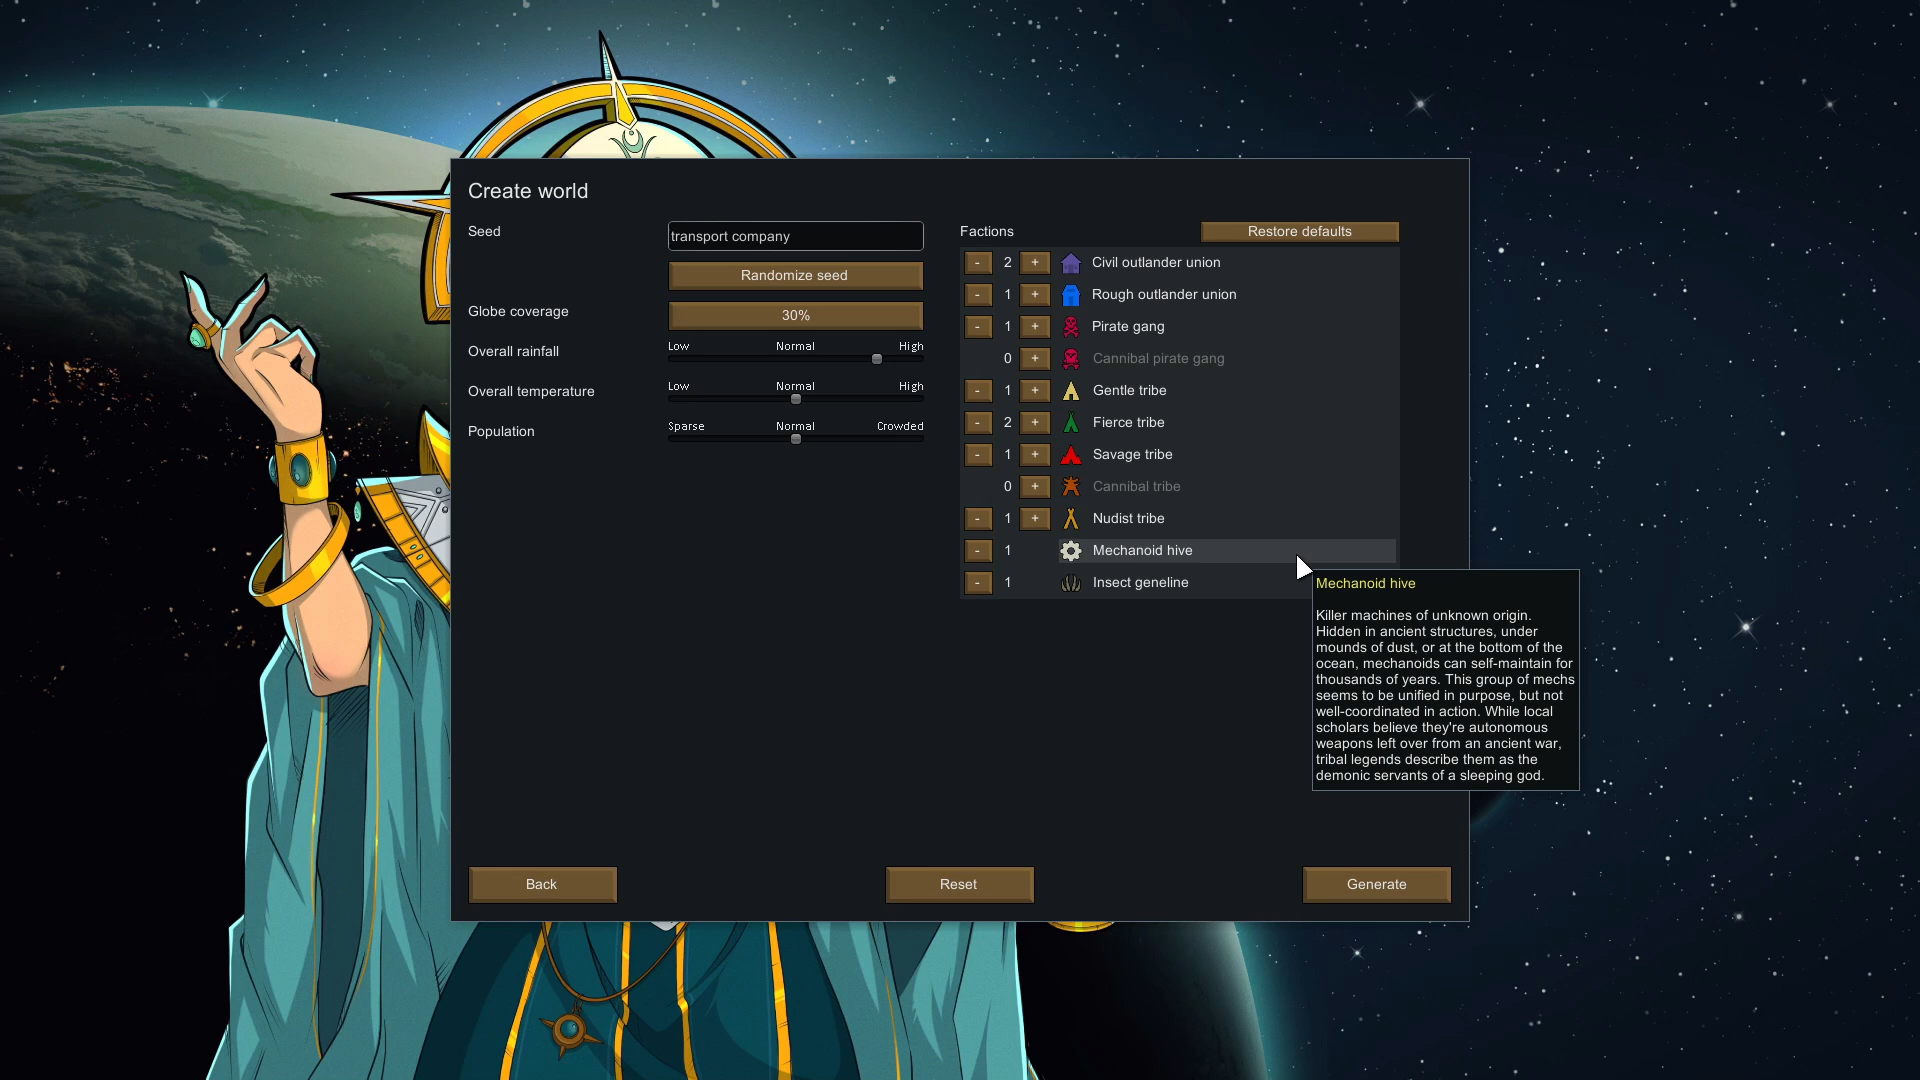 Create world
Seed
transport company
Randomize seed
Globe coverage
30%
Overall rainfall
Low Normal High
Overall temperature
Low Normal High
Population
Sparse Normal Crowded
Factions
Restore defaults
- 2 + Civil outlander union
- 1 + Rough outlander union
- 1 + Pirate gang
0 + Cannibal pirate gang
- 1 + Gentle tribe
- 2 + Fierce tribe
- 1 + Savage tribe
0 + Cannibal tribe
- 1 + Nudist tribe
- 1 Mechanoid hive
- 1 Insect geneline
Mechanoid hive
Killer machines of unknown origin.
Hidden in ancient structures, under
mounds of dust, or at the bottom of the
ocean, mechanoids can self-maintain for
thousands of years. This group of mechs
seems to be unified in purpose, but not
well-coordinated in action. While local
scholars believe they're autonomous
weapons left over from an ancient war,
tribal legends describe them as the
demonic servants of a sleeping god.
Back
Reset
Generate